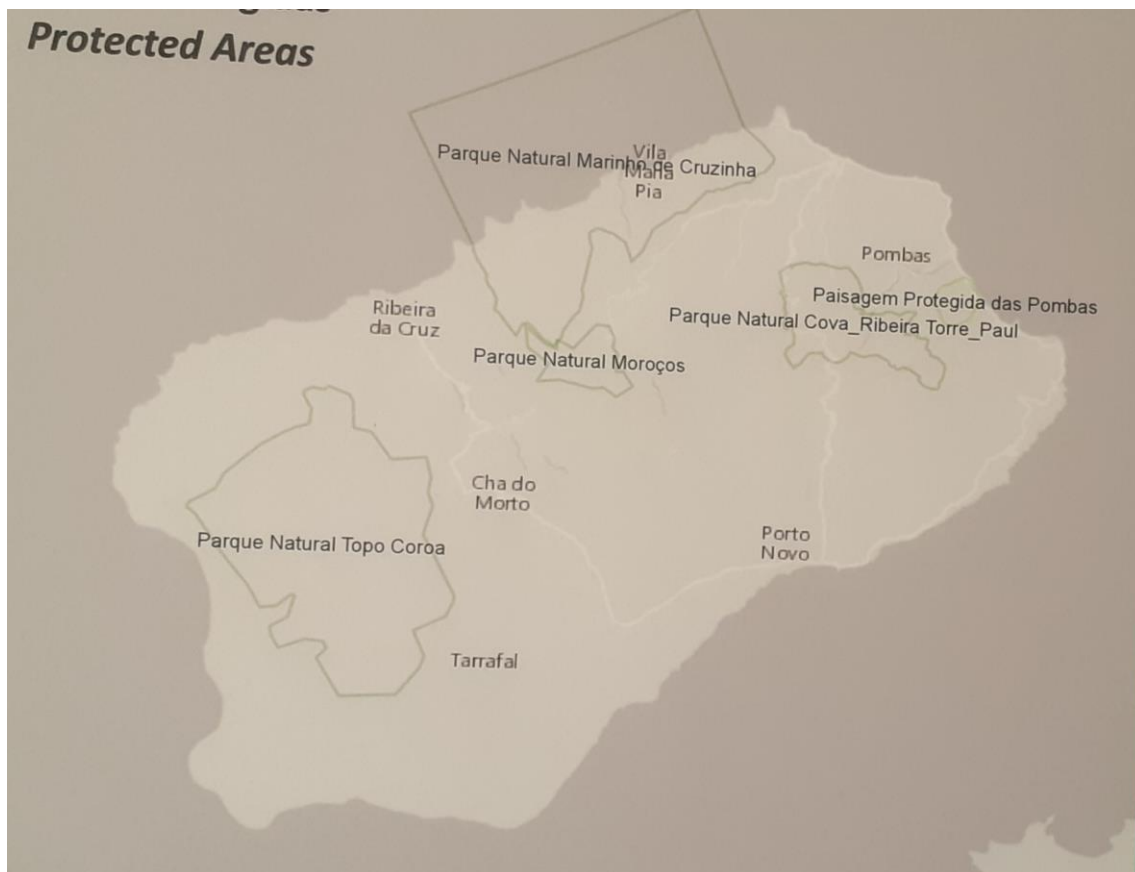 Protected Areas
Parque Natural Marinho de Cruzinha
Vila
Maria
Pia
Pombas
Paisagem Protegida das Pombas
Parque Natural Cova_Ribeira Torre_Paul
Ribeira
da Cruz
Parque Natural Moroços
Cha do
Morto
Parque Natural Topo Coroa
Porto
Novo
Tarrafal